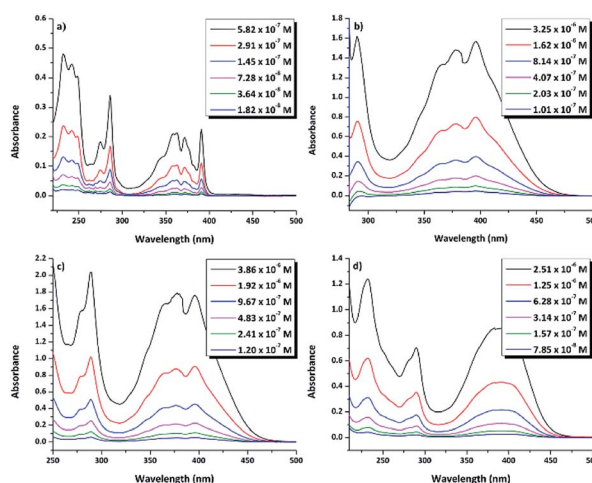 a)
0.6
0.5
0.4
0.3
0.2
0.1
0.0
Absorbance
5.82 x 10⁻⁷ M
2.91 x 10⁻⁷ M
1.45 x 10⁻⁷ M
7.28 x 10⁻⁸ M
3.64 x 10⁻⁸ M
1.82 x 10⁻⁸ M
250 300 350 400 450 500
Wavelength (nm)
b)
1.6
1.4
1.2
1.0
0.8
0.6
0.4
0.2
0.0
Absorbance
3.25 x 10⁻⁶ M
1.62 x 10⁻⁶ M
8.14 x 10⁻⁷ M
4.07 x 10⁻⁷ M
2.03 x 10⁻⁷ M
1.01 x 10⁻⁷ M
300 350 400 450 500
Wavelength (nm)
c)
2.2
2.0
1.8
1.6
1.4
1.2
1.0
0.8
0.6
0.4
0.2
0.0
Absorbance
3.86 x 10⁻⁶ M
1.92 x 10⁻⁶ M
9.67 x 10⁻⁷ M
4.83 x 10⁻⁷ M
2.41 x 10⁻⁷ M
1.20 x 10⁻⁷ M
250 300 350 400 450 500
Wavelength (nm)
d)
1.4
1.2
1.0
0.8
0.6
0.4
0.2
0.0
Absorbance
2.51 x 10⁻⁶ M
1.25 x 10⁻⁶ M
6.28 x 10⁻⁷ M
3.14 x 10⁻⁷ M
1.57 x 10⁻⁷ M
7.85 x 10⁻⁸ M
250 300 350 400 450 500
Wavelength (nm)